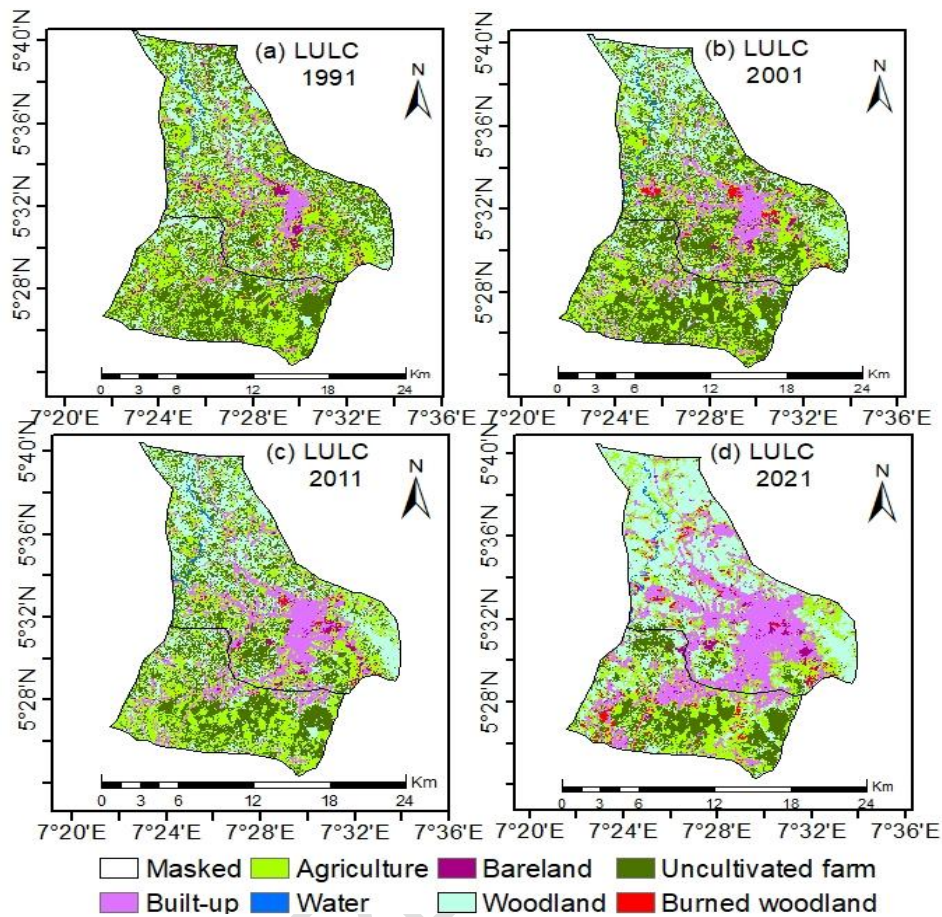 (a) LULC
1991
N
5°40'N
5°36'N
5°32'N
5°28'N
0 3 6 12 18 24 Km
7°20'E 7°24'E 7°28'E 7°32'E 7°36'E
(b) LULC
2001
N
5°40'N
5°36'N
5°32'N
5°28'N
0 3 6 12 18 24 Km
7°20'E 7°24'E 7°28'E 7°32'E 7°36'E
(c) LULC
2011
N
5°40'N
5°36'N
5°32'N
5°28'N
0 3 6 12 18 24 Km
7°20'E 7°24'E 7°28'E 7°32'E 7°36'E
(d) LULC
2021
N
5°40'N
5°36'N
5°32'N
5°28'N
0 3 6 12 18 24 Km
7°20'E 7°24'E 7°28'E 7°32'E 7°36'E
Masked Agriculture Bareland Uncultivated farm
Built-up Water Woodland Burned woodland